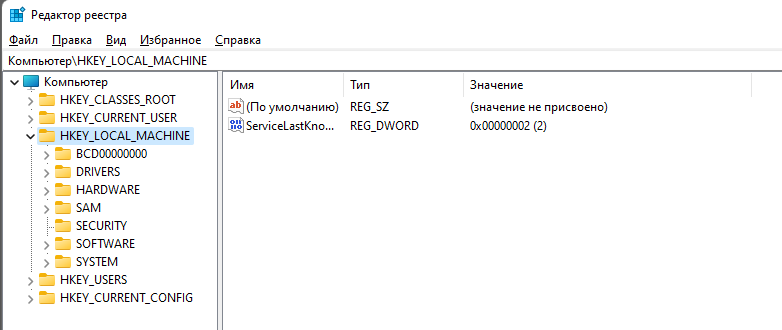 Редактор реестра
Файл Правка Вид Избранное Справка
Компьютер\HKEY_LOCAL_MACHINE
Компьютер
HKEY_CLASSES_ROOT
HKEY_CURRENT_USER
HKEY_LOCAL_MACHINE
BCD00000000
DRIVERS
HARDWARE
SAM
SECURITY
SOFTWARE
SYSTEM
HKEY_USERS
HKEY_CURRENT_CONFIG
Имя Тип Значение
(По умолчанию) REG_SZ (значение не присвоено)
ServiceLastKno... REG_DWORD 0x00000002 (2)